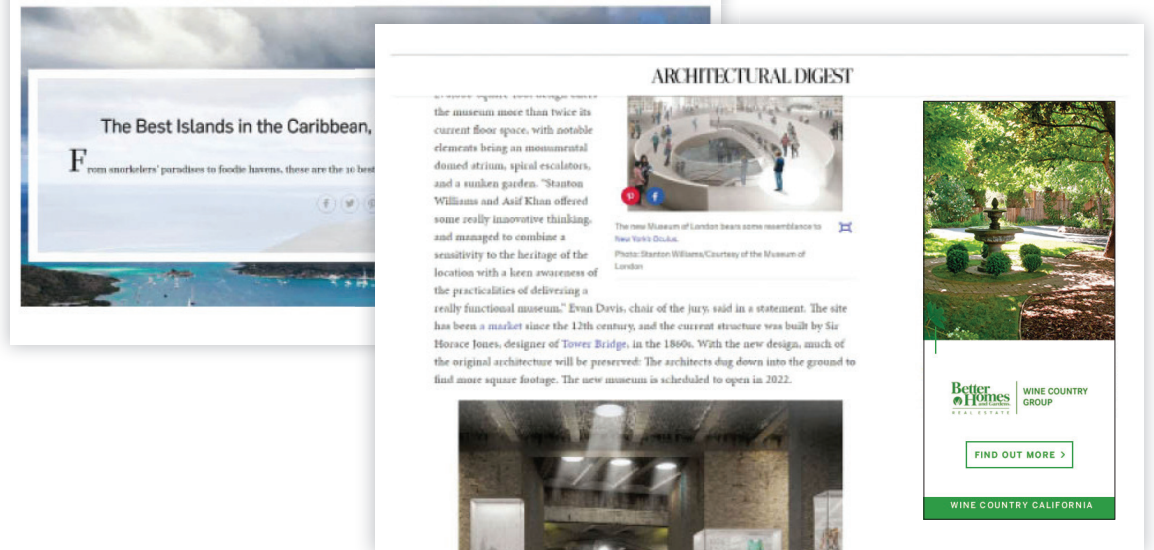 The Best Islands in the Caribbean,
From snorkelers' paradises to foodie havens, these are the 10 best
ARCHITECTURAL DIGEST
the museum more than twice its
current floor space, with notable
elements being an monumental
domed atrium, spiral escalators,
and a sunken garden. "Stanton
Williams and Asif Khan offered
some really innovative thinking,
and managed to combine a
sensitivity to the heritage of the
location with a keen awareness of
the practicalities of delivering a
really functional museum," Evan Davis, chair of the jury, said in a statement. The site
has been a market since the 12th century, and the current structure was built by Sir
Horace Jones, designer of Tower Bridge, in the 1860s. With the new design, much of
the original architecture will be preserved: The architects dug down into the ground to
find more square footage. The new museum is scheduled to open in 2022.
The new Museum of London bears some resemblance to
New York's Oculus.
Photo: Stanton Williams/Courtesy of the Museum of
London
Better
Homes
and Gardens
REAL ESTATE
WINE COUNTRY
GROUP
FIND OUT MORE >
WINE COUNTRY CALIFORNIA